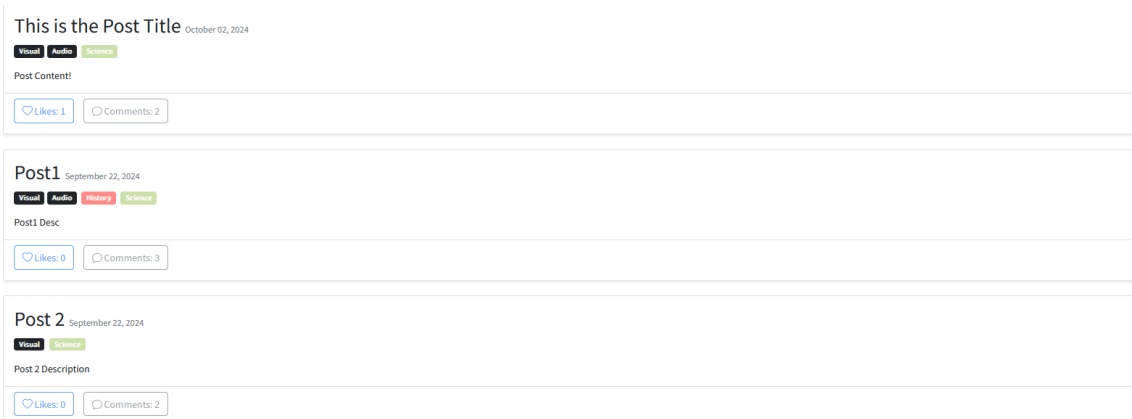 This is the Post Title October 02, 2024
Visual Audio Science
Post Content!
Likes: 1 Comments: 2
Post1 September 22, 2024
Visual Audio History Science
Post1 Desc
Likes: 0 Comments: 3
Post 2 September 22, 2024
Visual Science
Post 2 Description
Likes: 0 Comments: 2